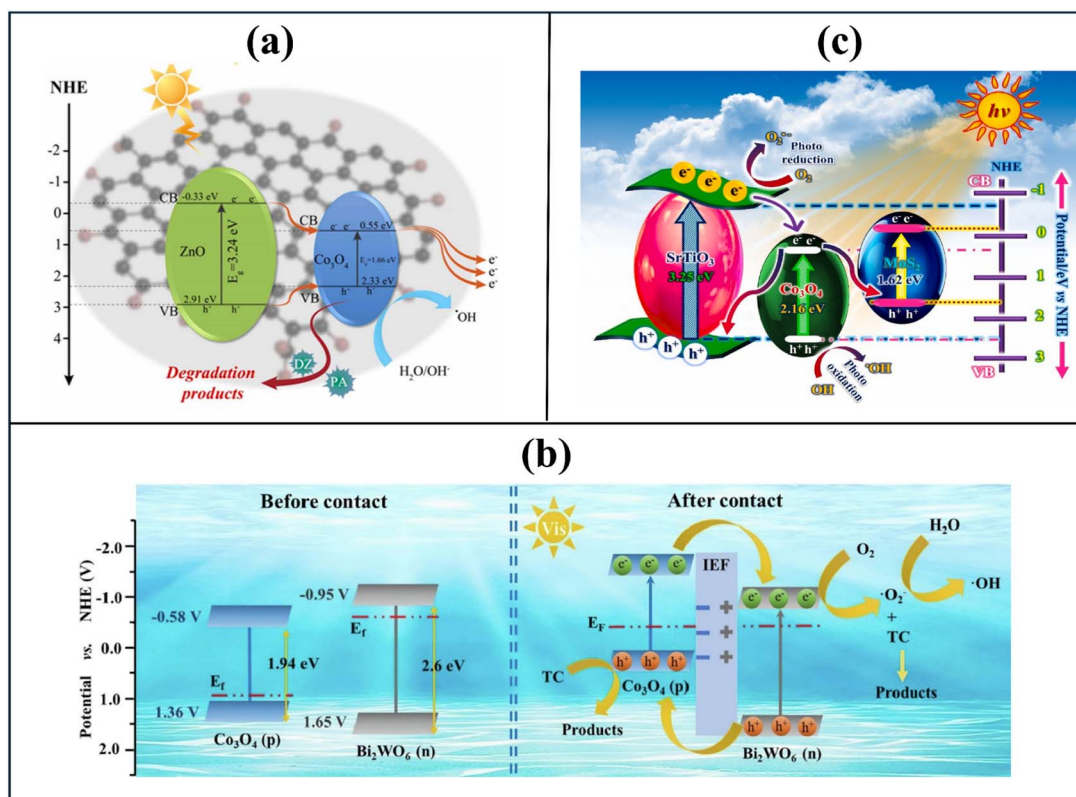 (a)
NHE
-2
-1
0
1
2
3
4
CB
-0.33 eV
e⁻ e⁻
ZnO
E_g=3.24 eV
2.91 eV
VB
h⁺ h⁺
CB
e⁻ e⁻
0.55 eV
Co₃O₄
E_g=1.66 eV
2.33 eV
VB
h⁺ h⁺
e⁻
e⁻
e⁻
˙OH
H₂O/OH⁻
DZ
PA
Degradation
products
(c)
hν
NHE
CB
-1
0
1
2
3
VB
Potential/eV vs NHE
O₂˙⁻
Photo
reduction
O₂
e⁻ e⁻ e⁻
SrTiO₃
3.25 eV
h⁺ h⁺ h⁺
e⁻ e⁻
Co₃O₄
2.16 eV
h⁺ h⁺
e⁻ e⁻
MoS₂
1.62 eV
h⁺ h⁺
˙OH
Photo
oxidation
OH
(b)
Before contact
Potential vs. NHE (V)
-2.0
-1.0
0.0
1.0
2.0
-0.58 V
1.94 eV
E_f
1.36 V
Co₃O₄ (p)
-0.95 V
E_f
2.6 eV
1.65 V
Bi₂WO₆ (n)
After contact
Vis
e⁻ e⁻ e⁻
IEF
− +
− +
− +
E_F
h⁺ h⁺ h⁺
Co₃O₄ (p)
TC
Products
e⁻ e⁻ e⁻
h⁺ h⁺ h⁺
Bi₂WO₆ (n)
O₂
·O₂⁻
+
TC
Products
H₂O
·OH